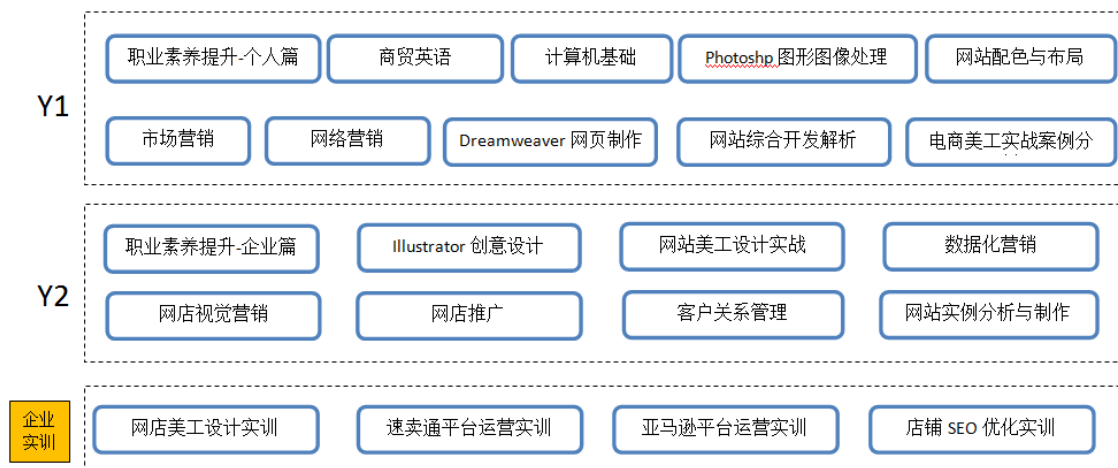 职业素养提升-个人篇
商贸英语
计算机基础
Photoshp 图形图像处理
网站配色与布局
Y1
市场营销
网络营销
Dreamweaver 网页制作
网站综合开发解析
电商美工实战案例分
职业素养提升-企业篇
Illustrator 创意设计
网站美工设计实战
数据化营销
Y2
网店视觉营销
网店推广
客户关系管理
网站实例分析与制作
企业
实训
网店美工设计实训
速卖通平台运营实训
亚马逊平台运营实训
店铺 SEO 优化实训